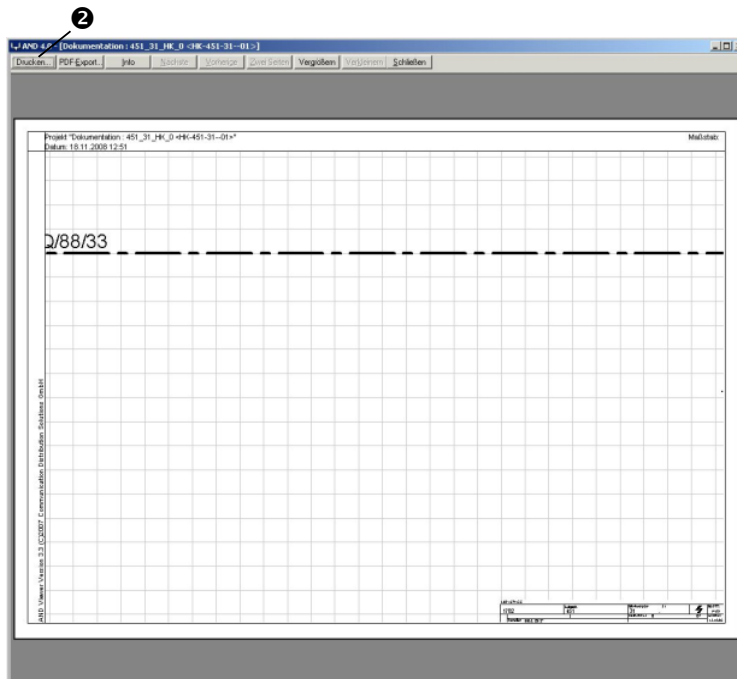 ❷
AND 4.0 - [Dokumentation : 451_31_HK_0 <HK-451-31--01>]
Drucken... PDF-Export... Info Nächste Vorherige Zwei Seiten Vergrößern Verkleinern Schließen
Projekt "Dokumentation : 451_31_HK_0 <HK-451-31--01>" Maßstab:
Datum: 18.11.2008 12:51
Q/88/33
AND Viewer Version 3.3 (C)2007 Communication Distribution Solutions GmbH